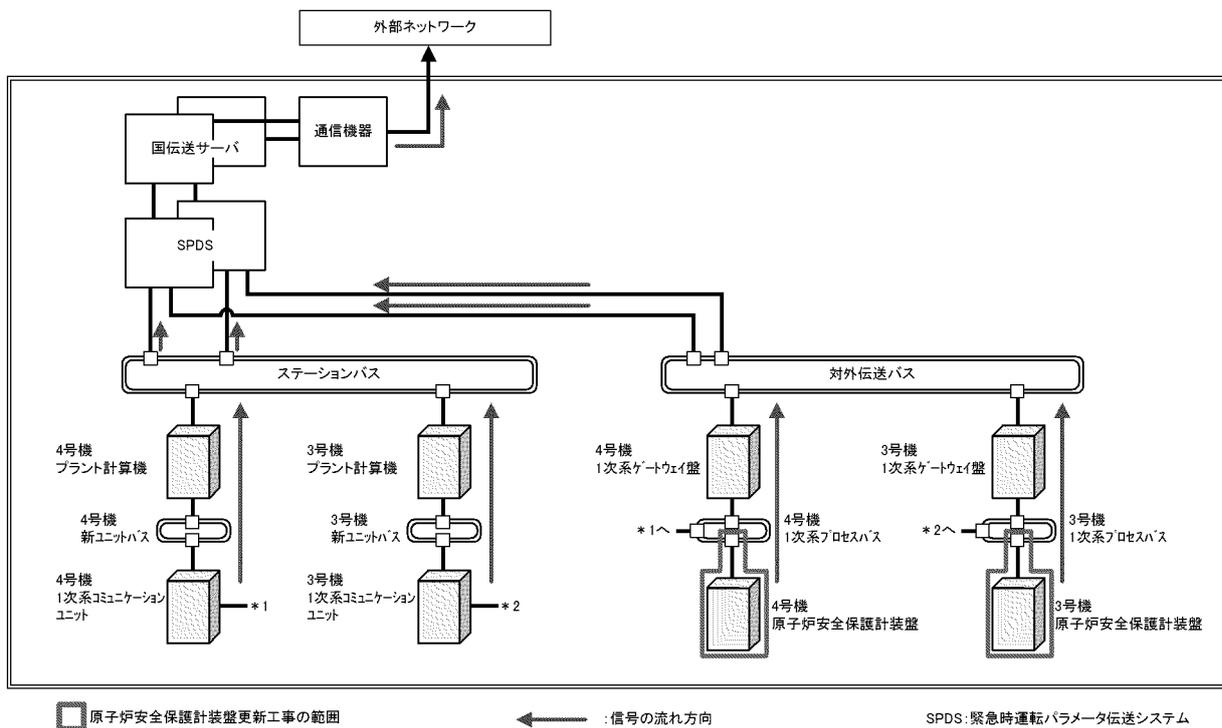 外部ネットワーク
通信機器
国伝送サーバ
SPDS
ステーションバス
対外伝送バス
4号機
プラント計算機
3号機
プラント計算機
4号機
1次系ゲートウェイ盤
3号機
1次系ゲートウェイ盤
4号機
新ユニットバス
3号機
新ユニットバス
*1へ
4号機
1次系プロセスバス
*2へ
3号機
1次系プロセスバス
4号機
1次系コミュニケーション
ユニット
*1
3号機
1次系コミュニケーション
ユニット
*2
4号機
原子炉安全保護計装盤
3号機
原子炉安全保護計装盤
原子炉安全保護計装盤更新工事の範囲
:信号の流れ方向
SPDS:緊急時運転パラメータ伝送システム